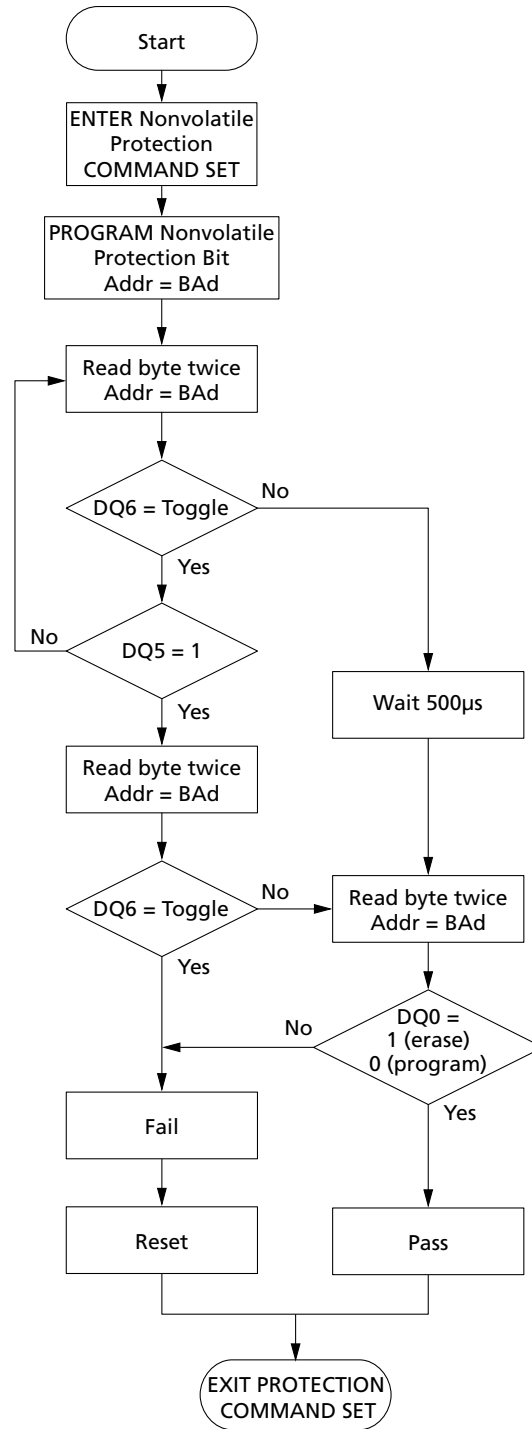 Start
ENTER Nonvolatile
Protection
COMMAND SET
PROGRAM Nonvolatile
Protection Bit
Addr = BAd
Read byte twice
Addr = BAd
DQ6 = Toggle
No
Yes
DQ5 = 1
No
Yes
Wait 500µs
Read byte twice
Addr = BAd
DQ6 = Toggle
No
Yes
Read byte twice
Addr = BAd
DQ0 =
1 (erase)
0 (program)
No
Yes
Fail
Reset
Pass
EXIT PROTECTION
COMMAND SET